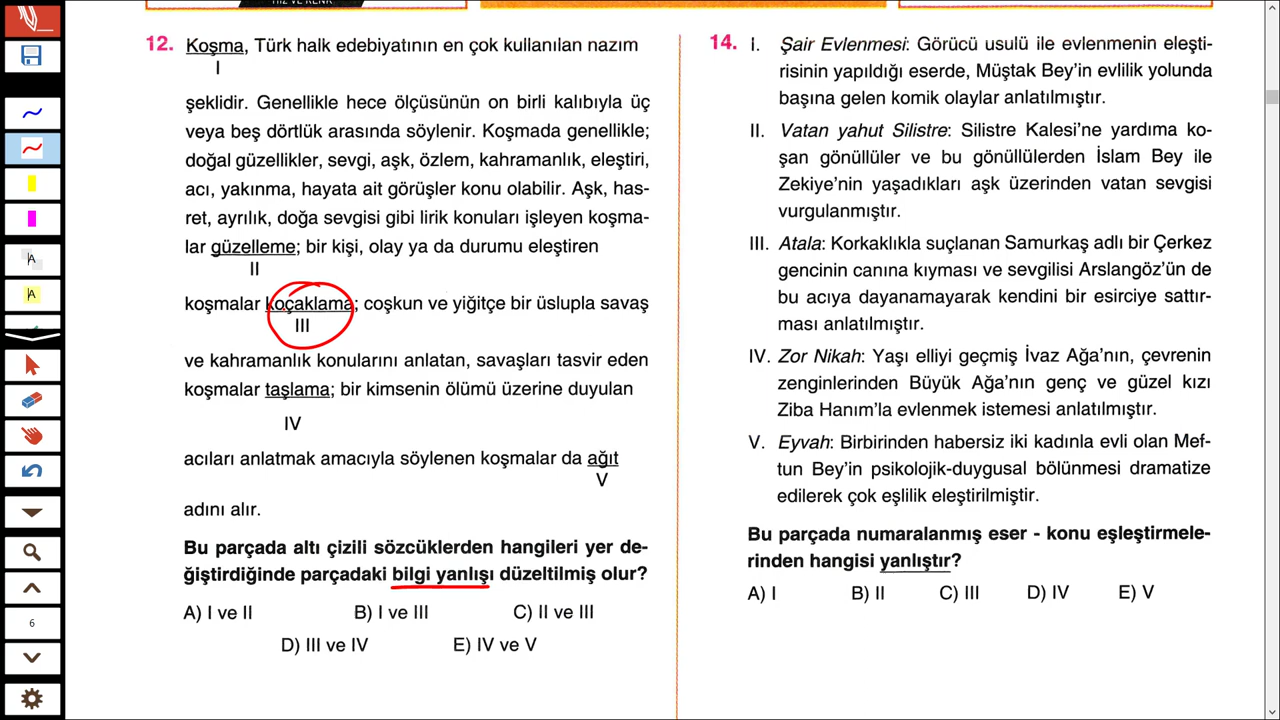 HIZ VE RENK
12. Koşma, Türk halk edebiyatının en çok kullanılan nazım
I
şeklidir. Genellikle hece ölçüsünün on birli kalıbıyla üç
veya beş dörtlük arasında söylenir. Koşmada genellikle;
doğal güzellikler, sevgi, aşk, özlem, kahramanlık, eleştiri,
acı, yakınma, hayata ait görüşler konu olabilir. Aşk, has-
ret, ayrılık, doğa sevgisi gibi lirik konuları işleyen koşma-
lar güzelleme; bir kişi, olay ya da durumu eleştiren
II
koşmalar koçaklama; coşkun ve yiğitçe bir üslupla savaş
III
ve kahramanlık konularını anlatan, savaşları tasvir eden
koşmalar taşlama; bir kimsenin ölümü üzerine duyulan
IV
acıları anlatmak amacıyla söylenen koşmalar da ağıt
V
adını alır.
Bu parçada altı çizili sözcüklerden hangileri yer de-
ğiştirdiğinde parçadaki bilgi yanlışı düzeltilmiş olur?
A) I ve II B) I ve III C) II ve III
D) III ve IV E) IV ve V
14. I. Şair Evlenmesi: Görücü usulü ile evlenmenin eleşti-
risinin yapıldığı eserde, Müştak Bey'in evlilik yolunda
başına gelen komik olaylar anlatılmıştır.
II. Vatan yahut Silistre: Silistre Kalesi'ne yardıma ko-
şan gönüllüler ve bu gönüllülerden İslam Bey ile
Zekiye'nin yaşadıkları aşk üzerinden vatan sevgisi
vurgulanmıştır.
III. Atala: Korkaklıkla suçlanan Samurkaş adlı bir Çerkez
gencinin canına kıyması ve sevgilisi Arslangöz'ün de
bu acıya dayanamayarak kendini bir esirciye sattır-
ması anlatılmıştır.
IV. Zor Nikah: Yaşı elliyi geçmiş İvaz Ağa'nın, çevrenin
zenginlerinden Büyük Ağa'nın genç ve güzel kızı
Ziba Hanım'la evlenmek istemesi anlatılmıştır.
V. Eyvah: Birbirinden habersiz iki kadınla evli olan Mef-
tun Bey'in psikolojik-duygusal bölünmesi dramatize
edilerek çok eşlilik eleştirilmiştir.
Bu parçada numaralanmış eser - konu eşleştirmele-
rinden hangisi yanlıştır?
A) I B) II C) III D) IV E) V
A
A
6